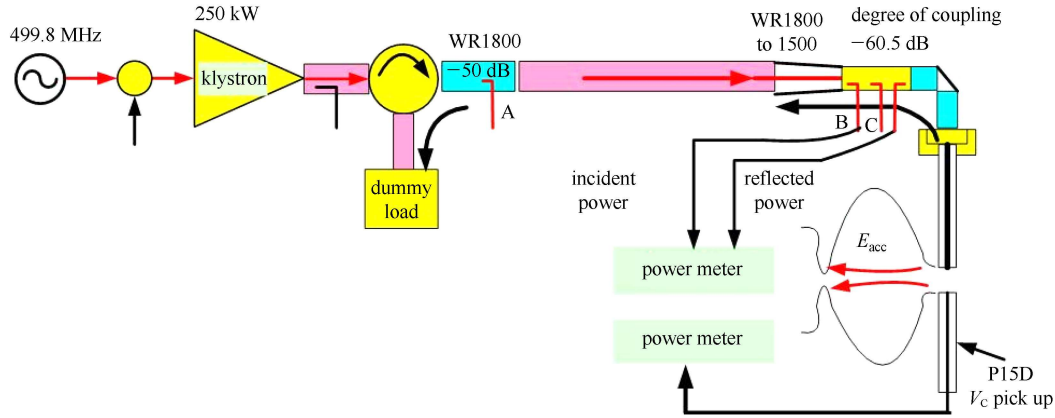 250 kW
499.8 MHz
klystron
WR1800
−50 dB
A
dummy
load
WR1800
to 1500
degree of coupling
−60.5 dB
B
C
incident
power
reflected
power
power meter
power meter
Eacc
P15D
VC pick up